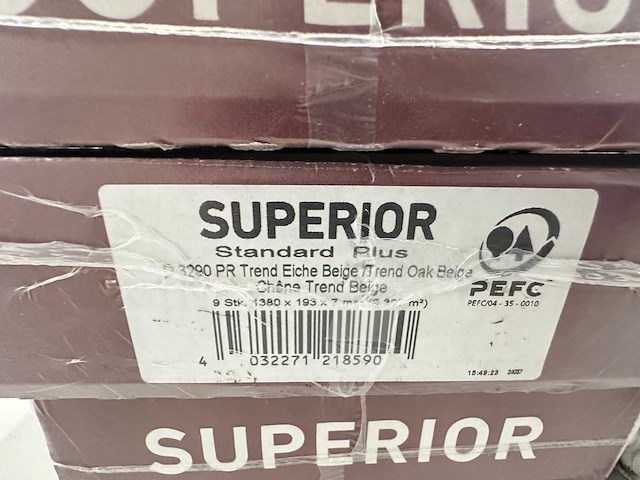 SUPERIOR
SUPERIOR
Standard Plus
3290 PR Trend Eiche Beige /Trend Oak Beige
Chêne Trend Beige
9 Stk. 1380 x 193 x 7
PEFC
PEFC/04 - 35 - 0010
4 032271 218590
15:49:23
SUPERIOR